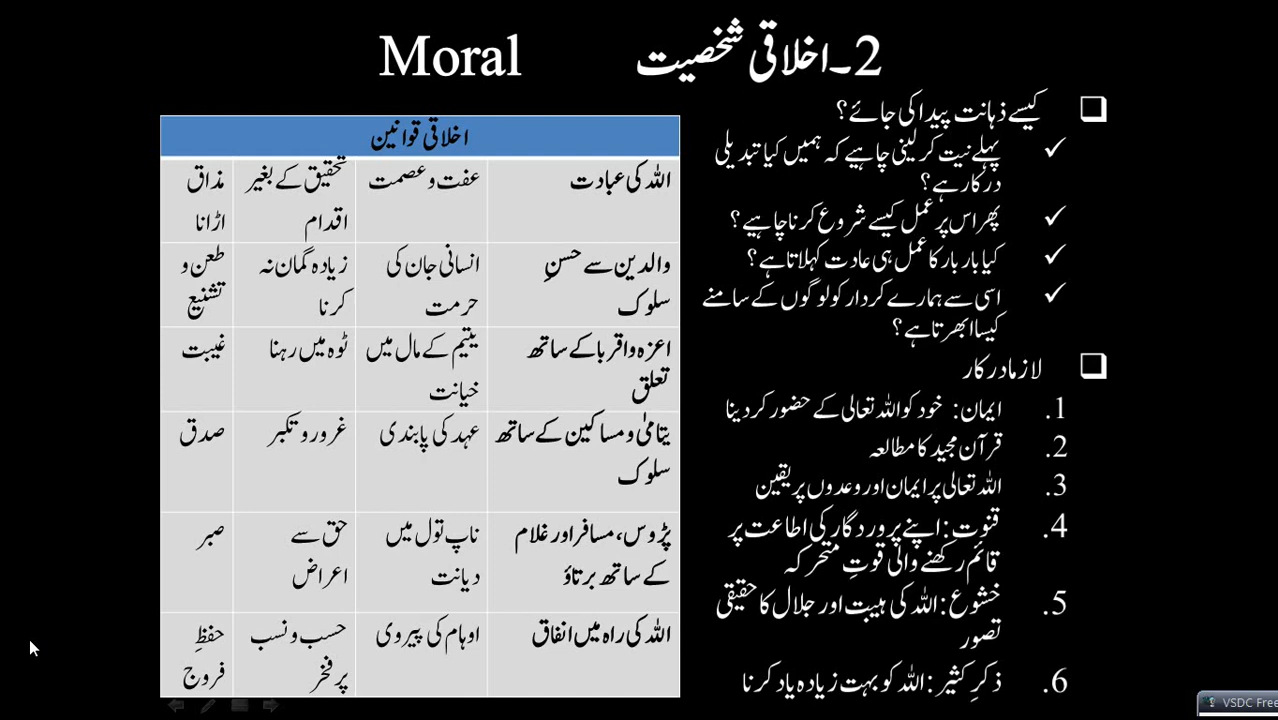 2۔اخلاقی شخصیت Moral
کیسے ذہانت پیدا کی جائے؟
پہلے نیت کر لینی چاہیے کہ ہمیں کیا تبدیلی
درکار ہے؟
پھر اس پر عمل کیسے شروع کرنا چاہیے؟
کیا بار بار کا عمل ہی عادت کہلاتا ہے؟
اسی سے ہمارے کردار کو لوگوں کے سامنے
کیسا ابھرتا ہے؟
لازما درکار
1. ایمان: خود کو اللہ تعالی کے حضور کر دینا
2. قرآن مجید کا مطالعہ
3. اللہ تعالی پر ایمان اور وعدوں پر یقین
4. قنوت: اپنے پروردگار کی اطاعت پر
قائم رکھنے والی قوتِ متحرکہ
5. خشوع: اللہ کی ہیبت اور جلال کا حقیقی
تصور
6. ذکرِ کثیر: اللہ کو بہت زیادہ یاد کرنا
اخلاقی قوانین
اللہ کی عبادت
عفت و عصمت
تحقیق کے بغیر
اقدام
مذاق
اڑانا
والدین سے حسنِ
سلوک
انسانی جان کی
حرمت
زیادہ گمان نہ
کرنا
طعن و
تشنیع
اعزہ و اقربا کے ساتھ
تعلق
یتیم کے مال میں
خیانت
ٹوہ میں رہنا
غیبت
یتامیٰ و مساکین کے ساتھ
سلوک
عہد کی پابندی
غرور و تکبر
صدق
پڑوس، مسافر اور غلام
کے ساتھ برتاؤ
ناپ تول میں
دیانت
حق سے
اعراض
صبر
اللہ کی راہ میں انفاق
اوہام کی پیروی
حسب و نسب
پر فخر
حفظِ
فروج
VSDC Free